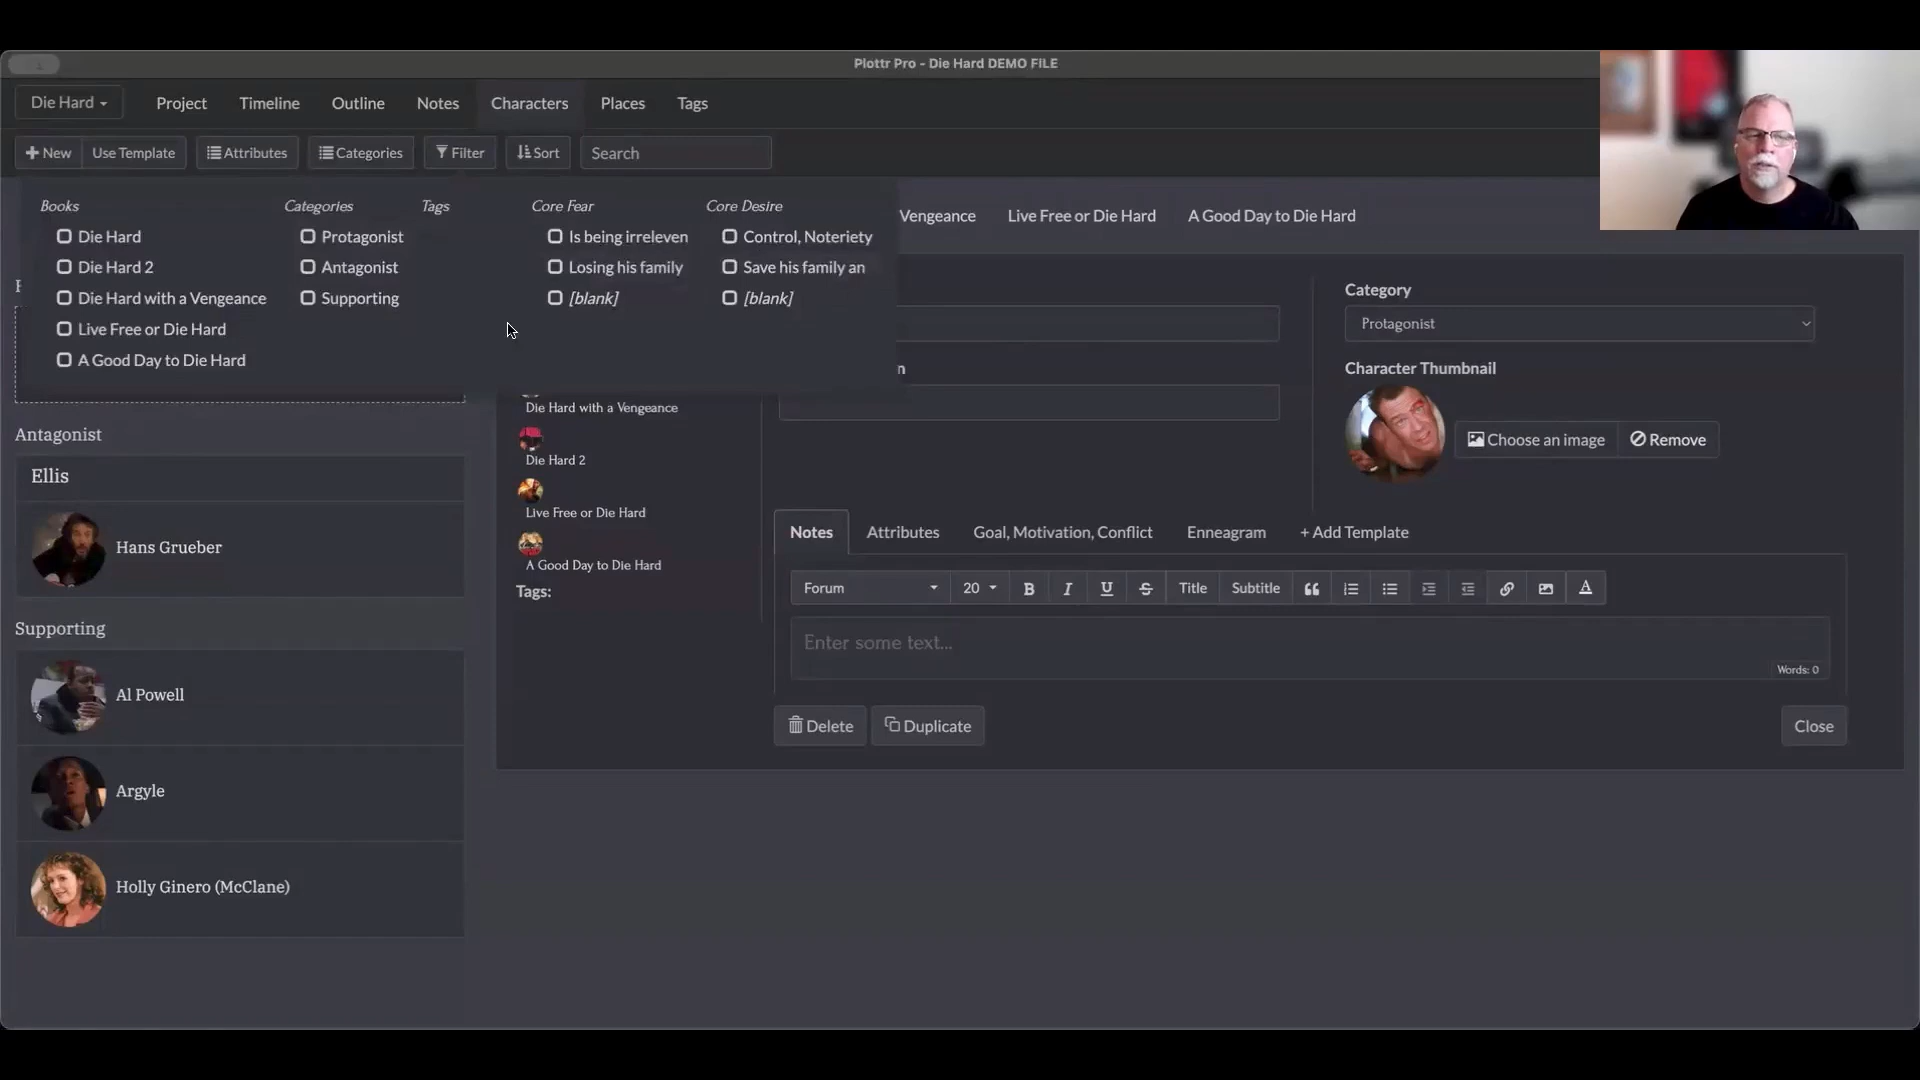 Plottr Pro - Die Hard DEMO FILE
Die Hard
Project
Timeline
Outline
Notes
Characters
Places
Tags
New
Use Template
Attributes
Categories
Filter
Sort
Search
Books
Die Hard
Die Hard 2
Die Hard with a Vengeance
Live Free or Die Hard
A Good Day to Die Hard
Categories
Protagonist
Antagonist
Supporting
Tags
Core Fear
Is being irreleven
Losing his family
[blank]
Core Desire
Control, Noteriety
Save his family an
[blank]
Vengeance
Live Free or Die Hard
A Good Day to Die Hard
Antagonist
Ellis
Hans Grueber
Supporting
Al Powell
Argyle
Holly Ginero (McClane)
Die Hard with a Vengeance
Die Hard 2
Live Free or Die Hard
A Good Day to Die Hard
Tags:
Category
Protagonist
Character Thumbnail
Choose an image
Remove
Notes
Attributes
Goal, Motivation, Conflict
Enneagram
+ Add Template
Forum
20
B
I
U
S
Title
Subtitle
A
Enter some text...
Words: 0
Delete
Duplicate
Close